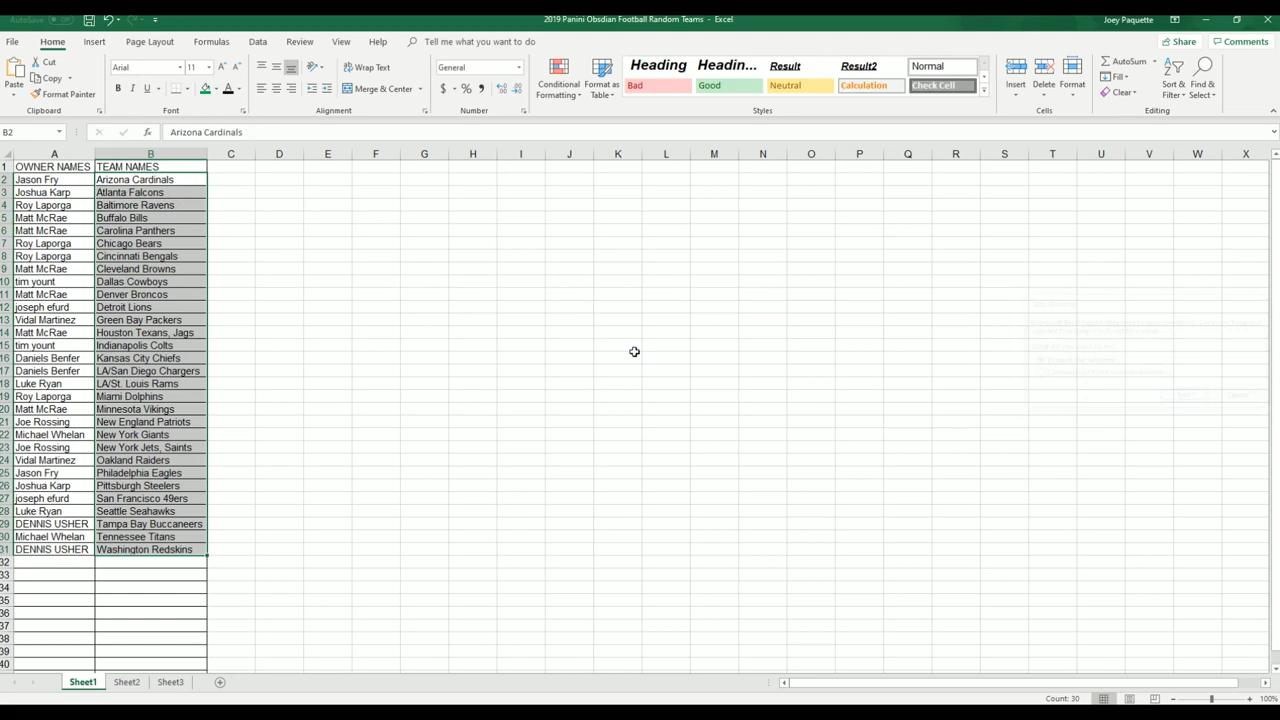 AutoSave
2019 Panini Obsdian Football Random Teams - Excel
Joey Paquette
File Home Insert Page Layout Formulas Data Review View Help Tell me what you want to do
Share Comments
Paste Cut Copy Format Painter
Arial 11
B I U A
Wrap Text
Merge & Center
General
$ % 9
Conditional Formatting
Format as Table
Heading Headin... Result Result2 Normal
Bad Good Neutral Calculation Check Cell
Insert Delete Format
AutoSum
Fill
Clear
Sort & Filter
Find & Select
Clipboard Font Alignment Number Styles Cells Editing
B2 fx Arizona Cardinals
A B C D E F G H I J K L M N O P Q R S T U V W X
1 OWNER NAMES TEAM NAMES
2 Jason Fry Arizona Cardinals
3 Joshua Karp Atlanta Falcons
4 Roy Laporga Baltimore Ravens
5 Matt McRae Buffalo Bills
6 Matt McRae Carolina Panthers
7 Roy Laporga Chicago Bears
8 Roy Laporga Cincinnati Bengals
9 Matt McRae Cleveland Browns
10 tim yount Dallas Cowboys
11 Matt McRae Denver Broncos
12 joseph efurd Detroit Lions
13 Vidal Martinez Green Bay Packers
14 Matt McRae Houston Texans, Jags
15 tim yount Indianapolis Colts
16 Daniels Benfer Kansas City Chiefs
17 Daniels Benfer LA/San Diego Chargers
18 Luke Ryan LA/St. Louis Rams
19 Roy Laporga Miami Dolphins
20 Matt McRae Minnesota Vikings
21 Joe Rossing New England Patriots
22 Michael Whelan New York Giants
23 Joe Rossing New York Jets, Saints
24 Vidal Martinez Oakland Raiders
25 Jason Fry Philadelphia Eagles
26 Joshua Karp Pittsburgh Steelers
27 joseph efurd San Francisco 49ers
28 Luke Ryan Seattle Seahawks
29 DENNIS USHER Tampa Bay Buccaneers
30 Michael Whelan Tennessee Titans
31 DENNIS USHER Washington Redskins
32
33
34
35
36
37
38
39
40
Sheet1 Sheet2 Sheet3
Count: 30 100%